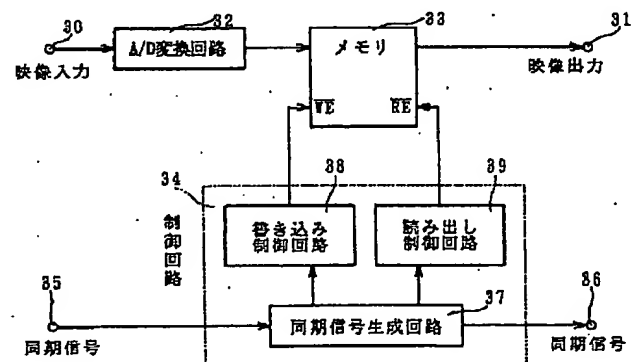 30
32
33
31
A/D変換回路
メモリ
映像入力
映像出力
WE
RE
34
38
39
制御回路
書き込み
制御回路
読み出し
制御回路
35
37
36
同期信号生成回路
同期信号
同期信号